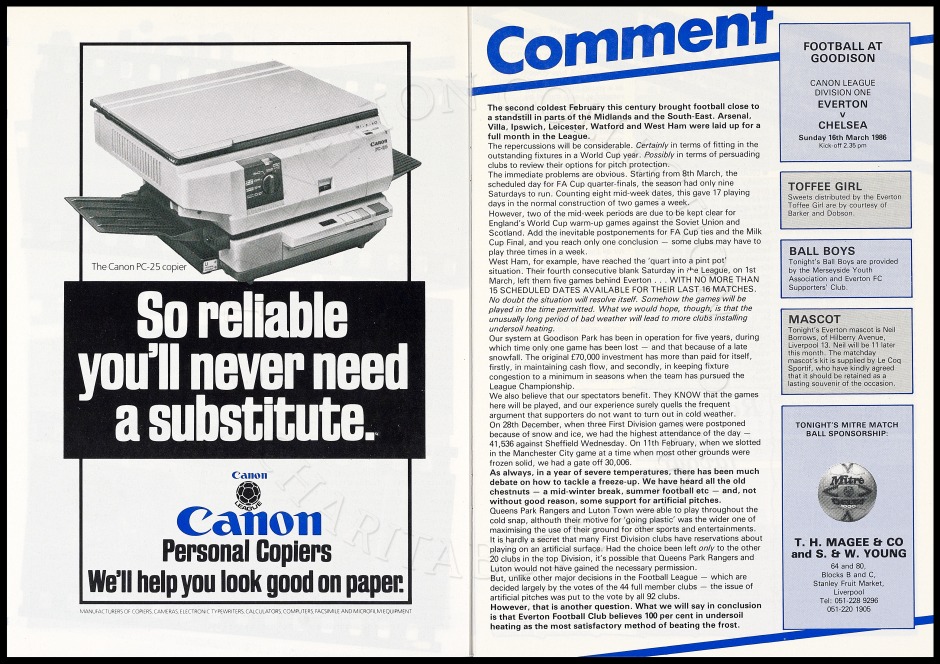 Canon
PC-25
The Canon PC-25 copier
So reliable
you'll never need
a substitute.
Canon
LEAGUE
Canon
Personal Copiers
We'll help you look good on paper.
MANUFACTURERS OF COPIERS, CAMERAS, ELECTRONIC TYPEWRITERS, CALCULATORS, COMPUTERS, FACSIMILE AND MICROFILM EQUIPMENT
Comment
The second coldest February this century brought football close to
a standstill in parts of the Midlands and the South-East. Arsenal,
Villa, Ipswich, Leicester, Watford and West Ham were laid up for a
full month in the League.
The repercussions will be considerable. Certainly in terms of fitting in the
outstanding fixtures in a World Cup year. Possibly in terms of persuading
clubs to review their options for pitch protection.
The immediate problems are obvious. Starting from 8th March, the
scheduled day for FA Cup quarter-finals, the season had only nine
Saturdays to run. Counting eight mid-week dates, this gave 17 playing
days in the normal construction of two games a week.
However, two of the mid-week periods are due to be kept clear for
England's World Cup warm-up games against the Soviet Union and
Scotland. Add the inevitable postponements for FA Cup ties and the Milk
Cup Final, and you reach only one conclusion — some clubs may have to
play three times in a week.
West Ham, for example, have reached the 'quart into a pint pot'
situation. Their fourth consecutive blank Saturday in the League, on 1st
March, left them five games behind Everton . . . WITH NO MORE THAN
15 SCHEDULED DATES AVAILABLE FOR THEIR LAST 16 MATCHES.
No doubt the situation will resolve itself. Somehow the games will be
played in the time permitted. What we would hope, though, is that the
unusually long period of bad weather will lead to more clubs installing
undersoil heating.
Our system at Goodison Park has been in operation for five years, during
which time only one game has been lost — and that because of a late
snowfall. The original £70,000 investment has more than paid for itself,
firstly, in maintaining cash flow, and secondly, in keeping fixture
congestion to a minimum in seasons when the team has pursued the
League Championship.
We also believe that our spectators benefit. They KNOW that the games
here will be played, and our experience surely quells the frequent
argument that supporters do not want to turn out in cold weather.
On 28th December, when three First Division games were postponed
because of snow and ice, we had the highest attendance of the day —
41,536 against Sheffield Wednesday. On 11th February, when we slotted
in the Manchester City game at a time when most other grounds were
frozen solid, we had a gate off 30,006.
As always, in a year of severe temperatures, there has been much
debate on how to tackle a freeze-up. We have heard all the old
chestnuts — a mid-winter break, summer football etc — and, not
without good reason, some support for artificial pitches.
Queens Park Rangers and Luton Town were able to play throughout the
cold snap, although their motive for 'going plastic' was the wider one of
maximising the use of their ground for other sports and entertainments.
It is hardly a secret that many First Division clubs have reservations about
playing on an artificial surface. Had the choice been left only to the other
20 clubs in the top Division, it's possible that Queens Park Rangers and
Luton would not have gained the necessary permission.
But, unlike other major decisions in the Football League — which are
decided largely by the votes of the 44 full member clubs — the issue of
artificial pitches was put to the vote by all 92 clubs.
However, that is another question. What we will say in conclusion
is that Everton Football Club believes 100 per cent in undersoil
heating as the most satisfactory method of beating the frost.
FOOTBALL AT
GOODISON
CANON LEAGUE
DIVISION ONE
EVERTON
v
CHELSEA
Sunday 16th March 1986
Kick-off 2.35 pm
TOFFEE GIRL
Sweets distributed by the Everton
Toffee Girl are by courtesy of
Barker and Dobson.
BALL BOYS
Tonight's Ball Boys are provided
by the Merseyside Youth
Association and Everton FC
Supporters' Club.
MASCOT
Tonight's Everton mascot is Neil
Borrows, of Hilberry Avenue,
Liverpool 13. Neil will be 11 later
this month. The matchday
mascot's kit is supplied by Le Coq
Sportif, who have kindly agreed
that it should be retained as a
lasting souvenir of the occasion.
TONIGHT'S MITRE MATCH
BALL SPONSORSHIP:
Mitre
T. H. MAGEE & CO
and S. & W. YOUNG
64 and 80,
Blocks B and C,
Stanley Fruit Market,
Liverpool
Tel: 051-228 9296
051-220 1905